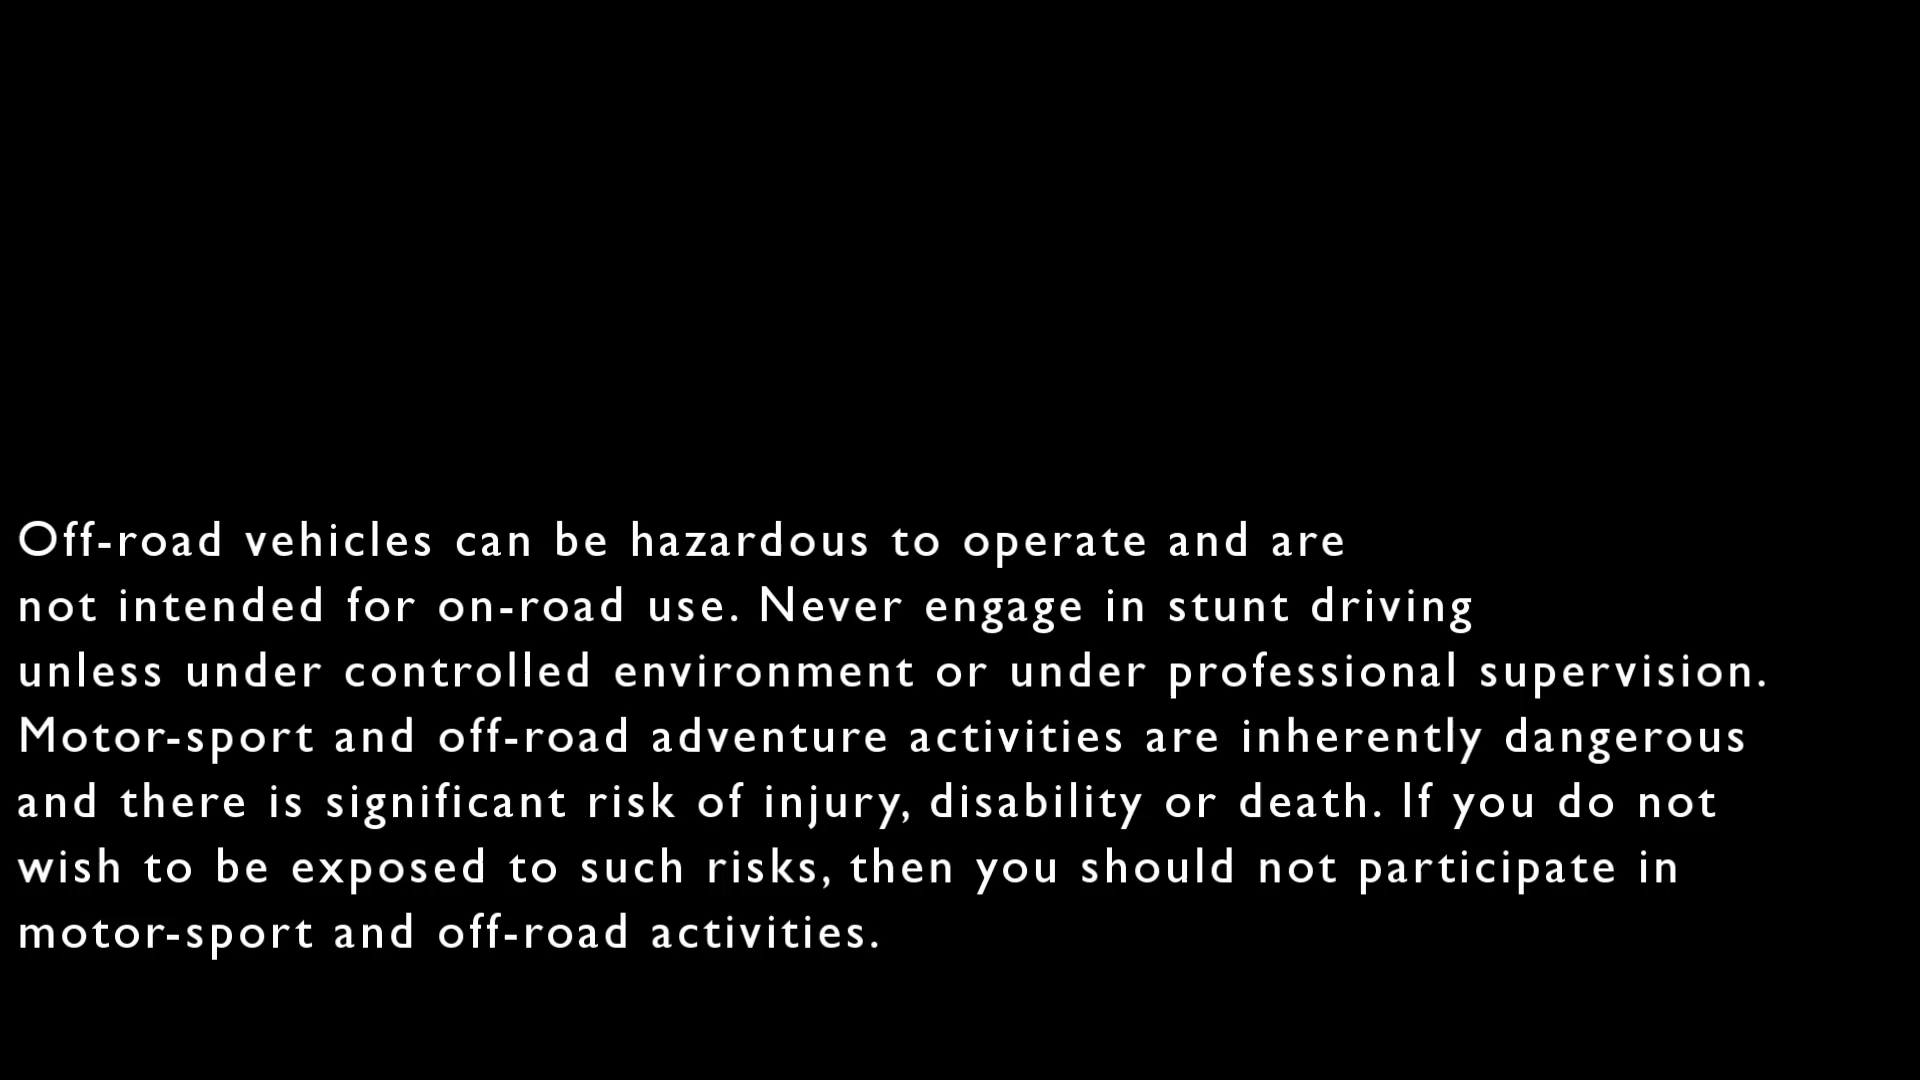 Off-road vehicles can be hazardous to operate and are
not intended for on-road use. Never engage in stunt driving
unless under controlled environment or under professional supervision.
Motor-sport and off-road adventure activities are inherently dangerous
and there is significant risk of injury, disability or death. If you do not
wish to be exposed to such risks, then you should not participate in
motor-sport and off-road activities.